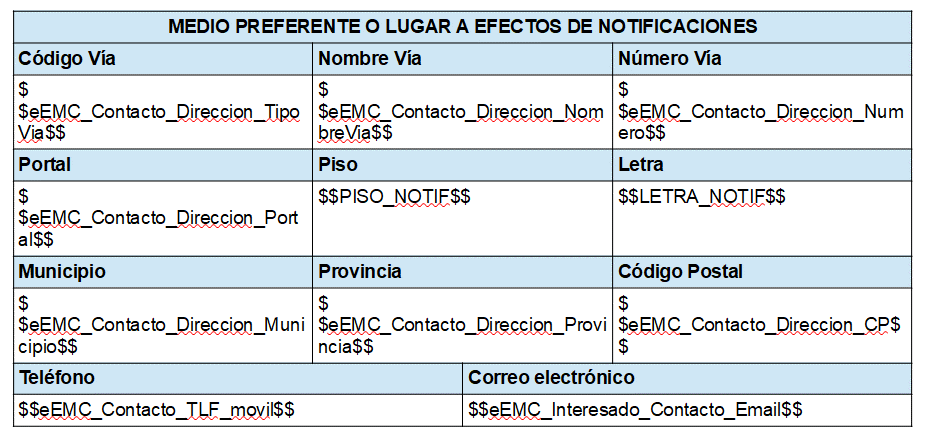 MEDIO PREFERENTE O LUGAR A EFECTOS DE NOTIFICACIONES
Código Vía
Nombre Vía
Número Via
$
$eEMC_Contacto_Direccion_Tipo
Via$$
$
$eEMC_Contacto_Direccion_Nom
breVia$$
$
$eEMC_Contacto_Direccion_Num
ero$$
Portal
Piso
Letra
$
$eEMC_Contacto_Direccion_Port
al$$
$$PISO_NOTIF$$
$$LETRA_NOTIF$$
Municipio
Provincia
Código Postal
$
$eEMC_Contacto_Direccion_Muni
cipio$$
$
$eEMC_Contacto_Direccion_Provi
ncia$$
$
$eEMC_Contacto_Direccion_CP$
$
Teléfono
Correo electrónico
$$eEMC_Contacto_TLF_movil$$
$$eEMC_Interesado_Contacto_Email$$